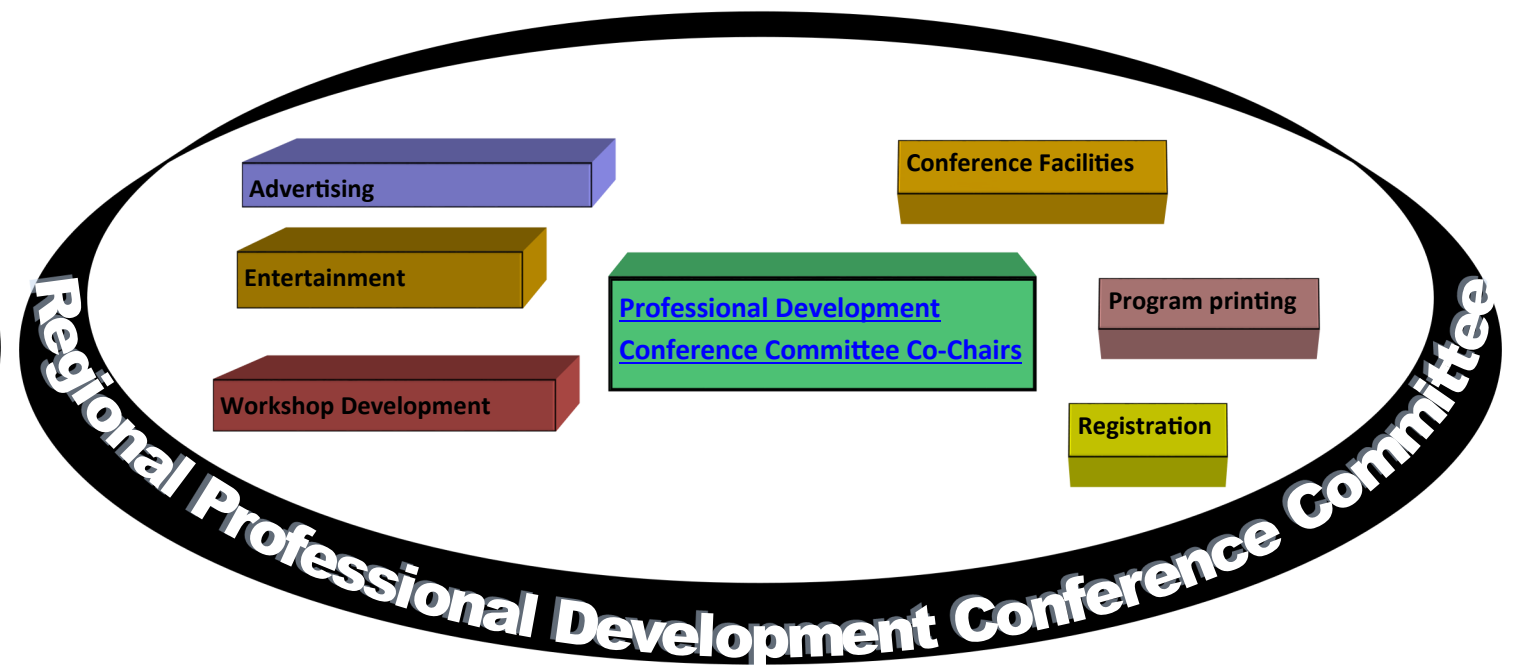 Advertising
Conference Facilities
Entertainment
Professional Development
Conference Committee Co-Chairs
Program printing
Workshop Development
Registration
Regional Professional Development Conference Committee